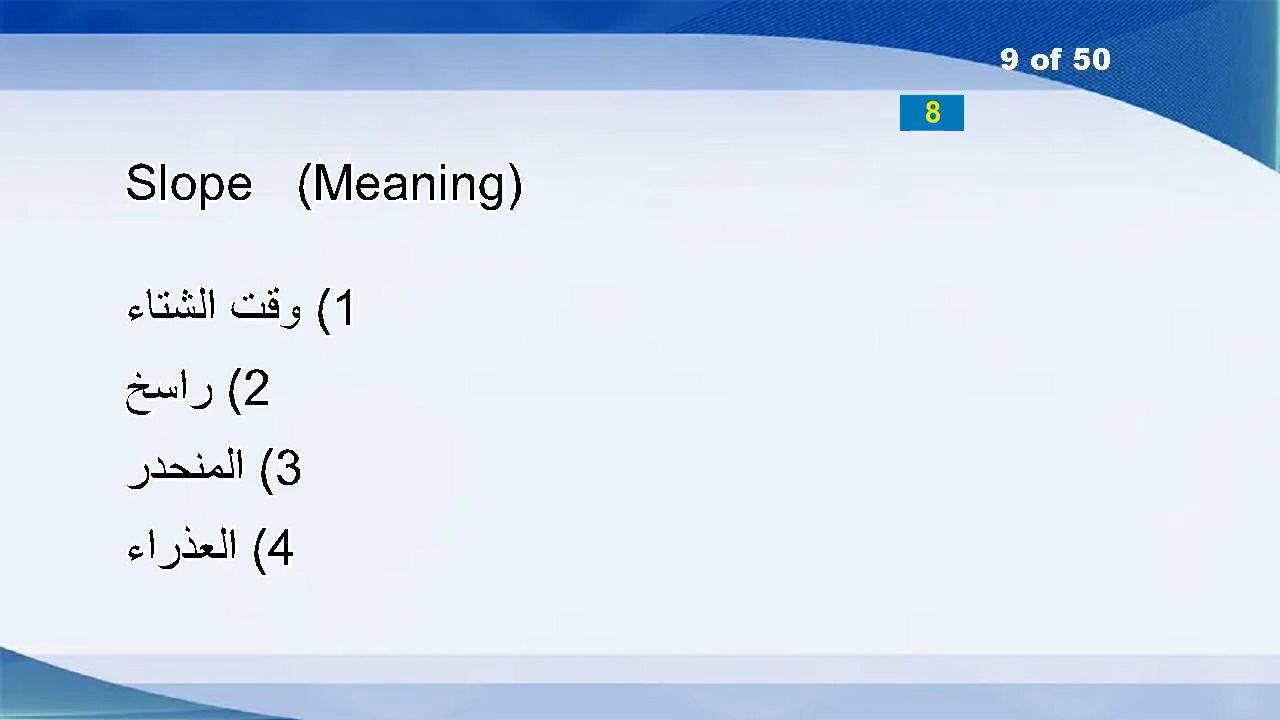 9 of 50
8
Slope (Meaning)
1) وقت الشتاء
2) راسخ
3) المنحدر
4) العذراء